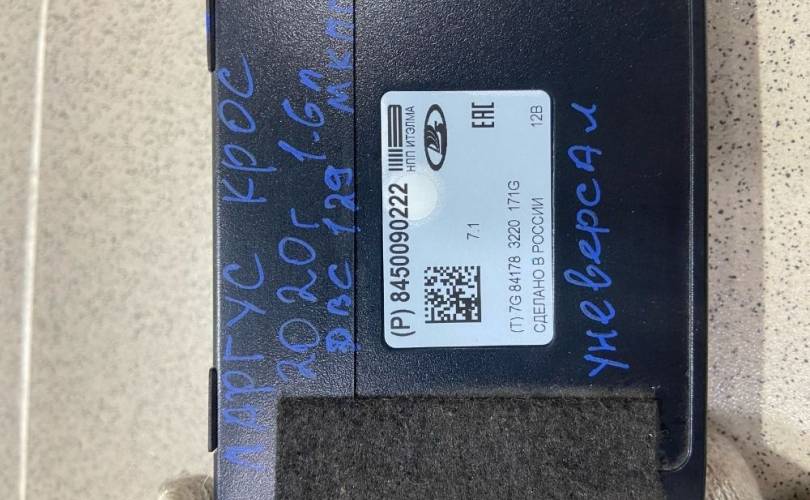 ЛАРГУС КРОС
2020г 1.6л
ДВС 129 МКПП
(P) 8450090222
НПП ИТЭЛМА
7.1
EAC
(T) 7G 84178 3220 171G
СДЕЛАНО В РОССИИ
12В
УНЕВЕРСАЛ